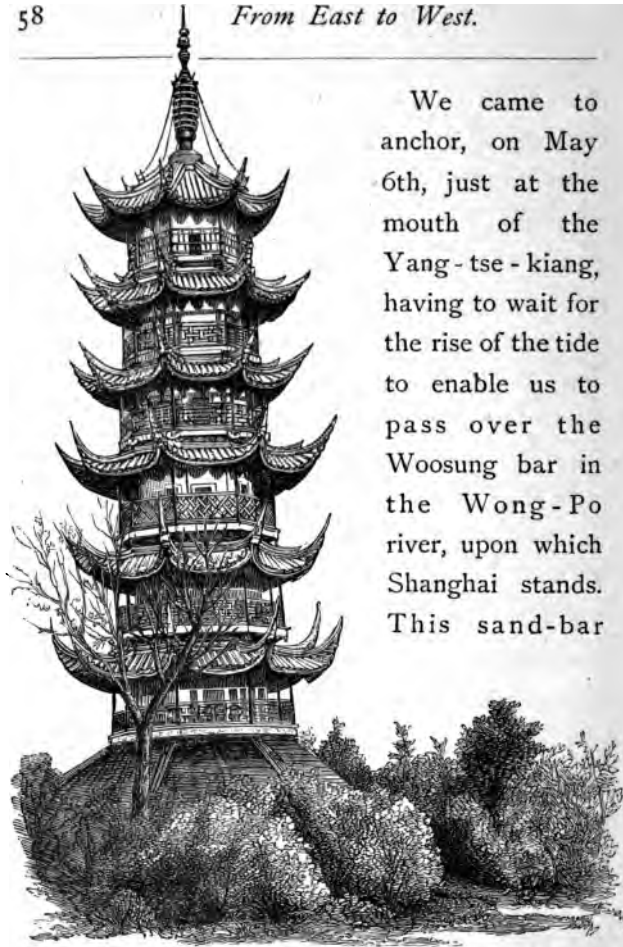 58 From East to West.
We came to
anchor, on May
6th, just at the
mouth of the
Yang-tse-kiang,
having to wait for
the rise of the tide
to enable us to
pass over the
Woosung bar in
the Wong-Po
river, upon which
Shanghai stands.
This sand-bar